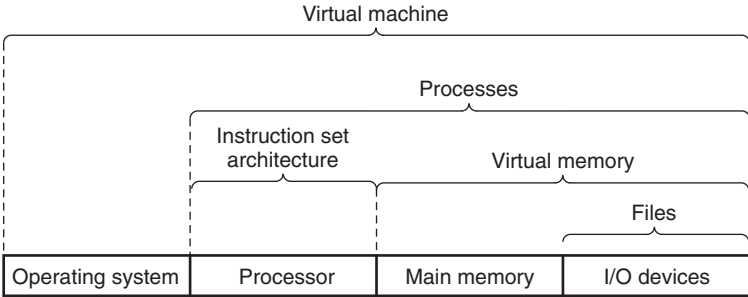 Virtual machine
Processes
Instruction set
architecture
Virtual memory
Files
Operating system
Processor
Main memory
I/O devices